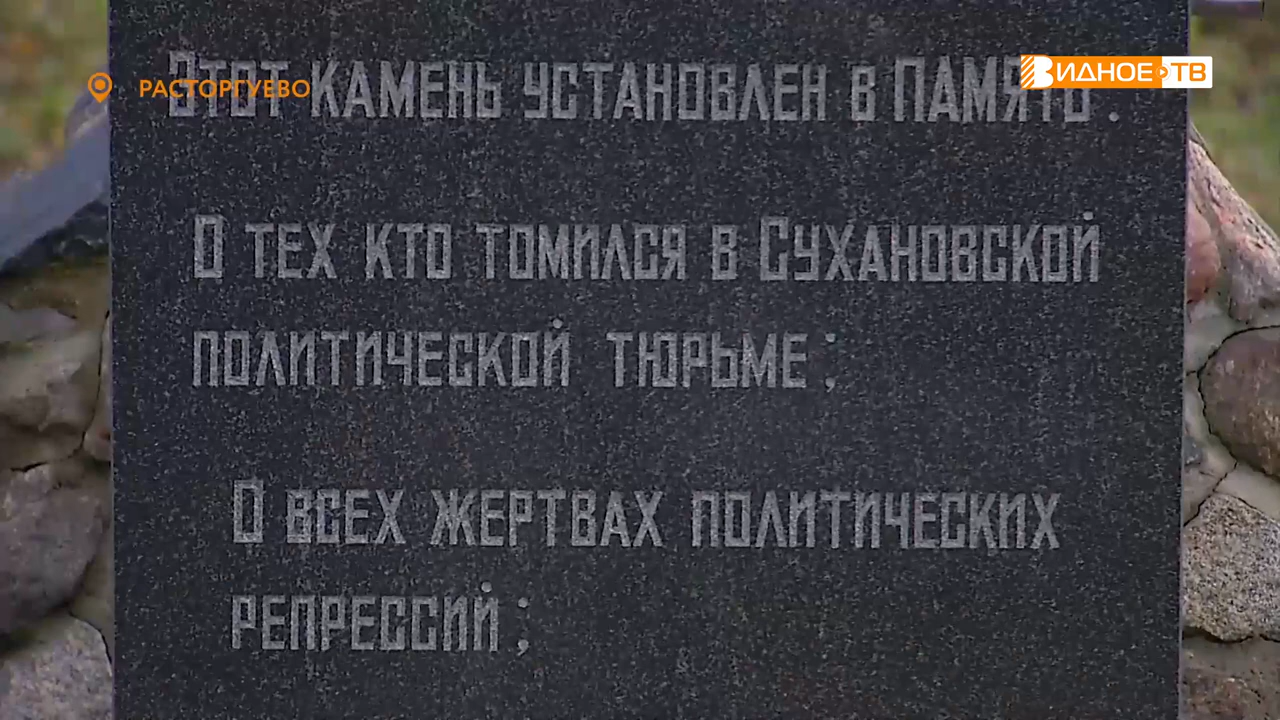 РАСТОРГУЕВО
ВИДНОЕ ТВ
Этот камень установлен в ПАМЯТЬ.
О ТЕХ КТО ТОМИЛСЯ В СУХАНОВСКОЙ
ПОЛИТИЧЕСКОЙ ТЮРЬМЕ;
О ВСЕХ ЖЕРТВАХ ПОЛИТИЧЕСКИХ
РЕПРЕССИЙ;